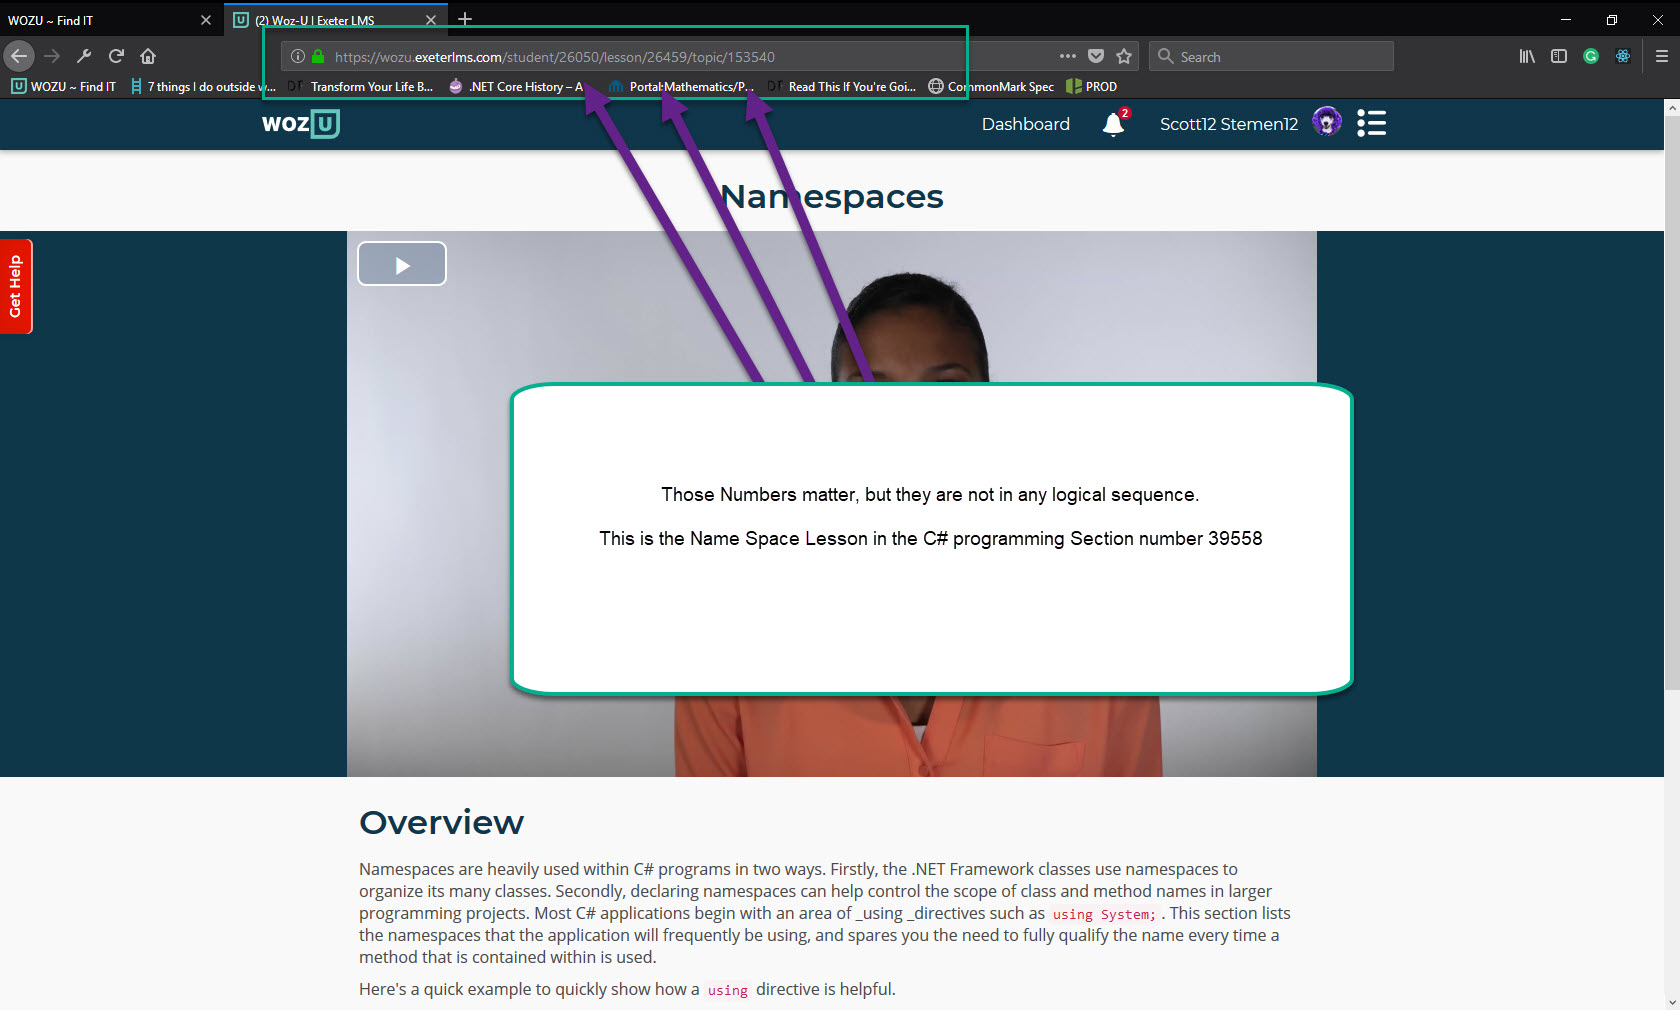 WOZU ~ Find IT
(2) Woz-U | Exeter LMS
https://wozu.exeterlms.com/student/26050/lesson/26459/topic/153540
Search
WOZU ~ Find IT
7 things I do outside w...
Transform Your Life B...
.NET Core History – A
Portal:Mathematics/P...
Read This If You're Goi...
CommonMark Spec
PROD
WOZ U
Dashboard
2
Scott12 Stemen12
Namespaces
Get Help
Those Numbers matter, but they are not in any logical sequence.
This is the Name Space Lesson in the C# programming Section number 39558
Overview
Namespaces are heavily used within C# programs in two ways. Firstly, the .NET Framework classes use namespaces to
organize its many classes. Secondly, declaring namespaces can help control the scope of class and method names in larger
programming projects. Most C# applications begin with an area of _using _directives such as using System; . This section lists
the namespaces that the application will frequently be using, and spares you the need to fully qualify the name every time a
method that is contained within is used.
Here's a quick example to quickly show how a using directive is helpful.